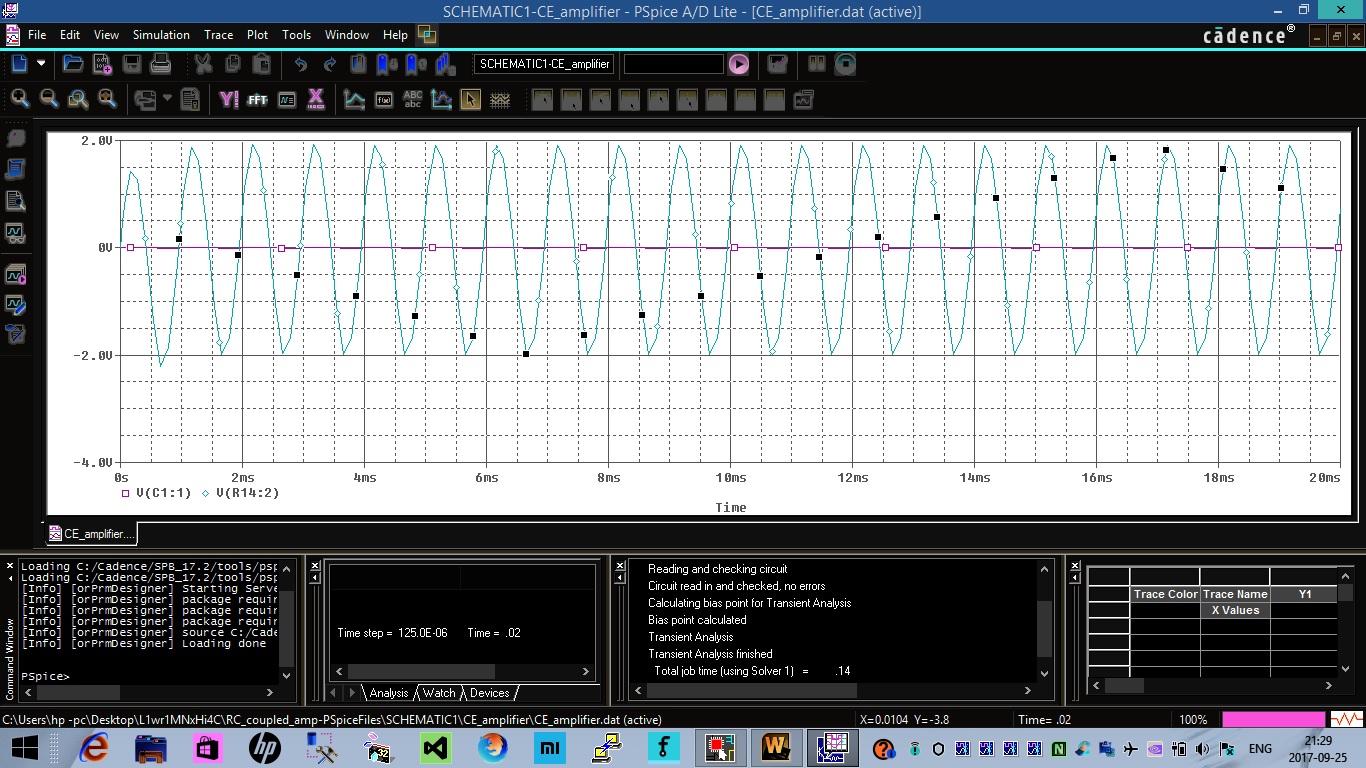 SCHEMATIC1-CE_amplifier - PSpice A/D Lite - [CE_amplifier.dat (active)]
File Edit View Simulation Trace Plot Tools Window Help
cādence®
SCHEMATIC1-CE_amplifier
FFT
ABC
abc
2.0V
0V
-2.0V
-4.0V
0s 2ms 4ms 6ms 8ms 10ms 12ms 14ms 16ms 18ms 20ms
V(C1:1) V(R14:2)
Time
CE_amplifier....
Command Window
Loading C:/Cadence/SPB_17.2/tools/psp
Loading C:/Cadence/SPB_17.2/tools/psp
[Info] [orPrmDesigner] Starting Serve
[Info] [orPrmDesigner] package requir
[Info] [orPrmDesigner] package requir
[Info] [orPrmDesigner] package requir
[Info] [orPrmDesigner] source C:/Cade
[Info] [orPrmDesigner] Loading done
PSpice>
Time step = 125.0E-06 Time = .02
Analysis Watch Devices
Reading and checking circuit
Circuit read in and checked, no errors
Calculating bias point for Transient Analysis
Bias point calculated
Transient Analysis
Transient Analysis finished
Total job time (using Solver 1) = .14
Trace Color Trace Name Y1
X Values
C:\Users\hp -pc\Desktop\L1wr1MNxHi4C\RC_coupled_amp-PSpiceFiles\SCHEMATIC1\CE_amplifier\CE_amplifier.dat (active) X=0.0104 Y=-3.8 Time= .02 100%
hp mi ENG
21:29
2017-09-25